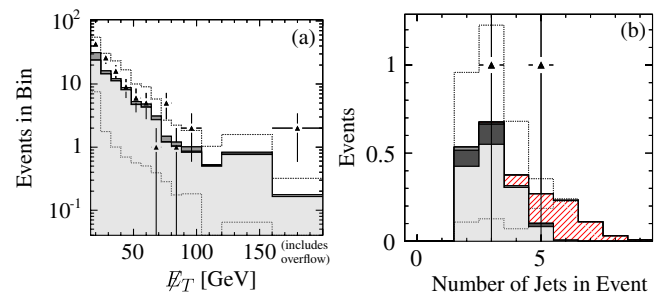 (a)
Events in Bin
10²
10
1
10⁻¹
50
100
150
(includes overflow)
E̸_T [GeV]
(b)
Events
1
0.5
0
0
5
Number of Jets in Event